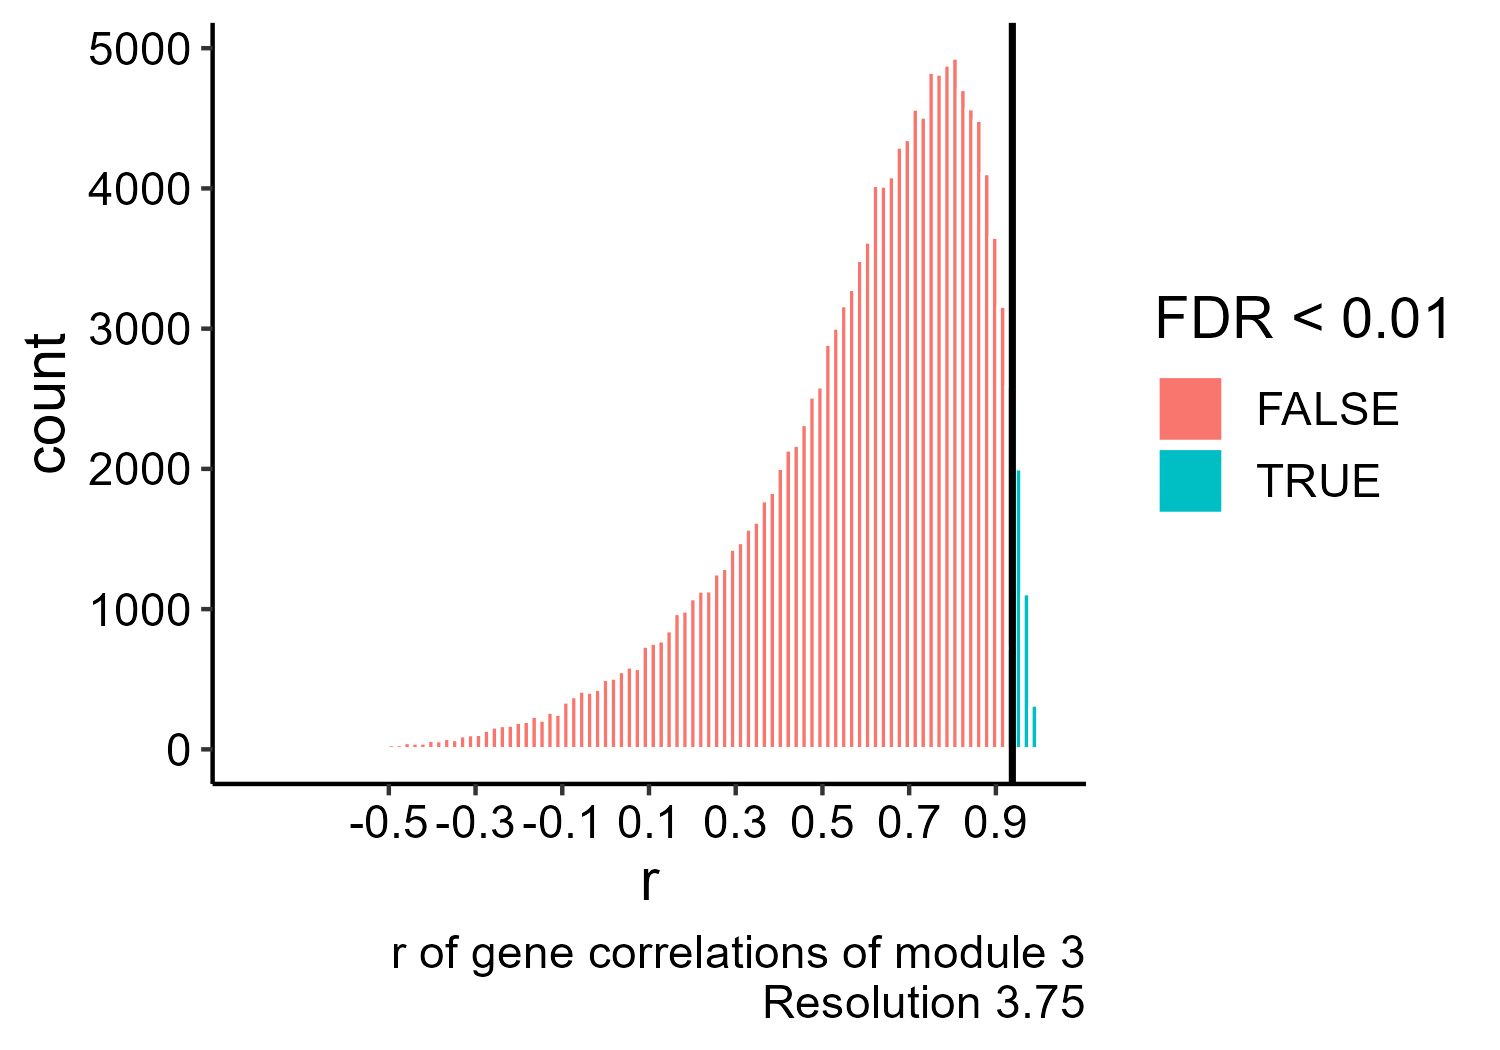 5000
4000
3000
2000
1000
0
count
-0.5 -0.3 -0.1 0.1 0.3 0.5 0.7 0.9
r
r of gene correlations of module 3
Resolution 3.75
FDR < 0.01
FALSE
TRUE